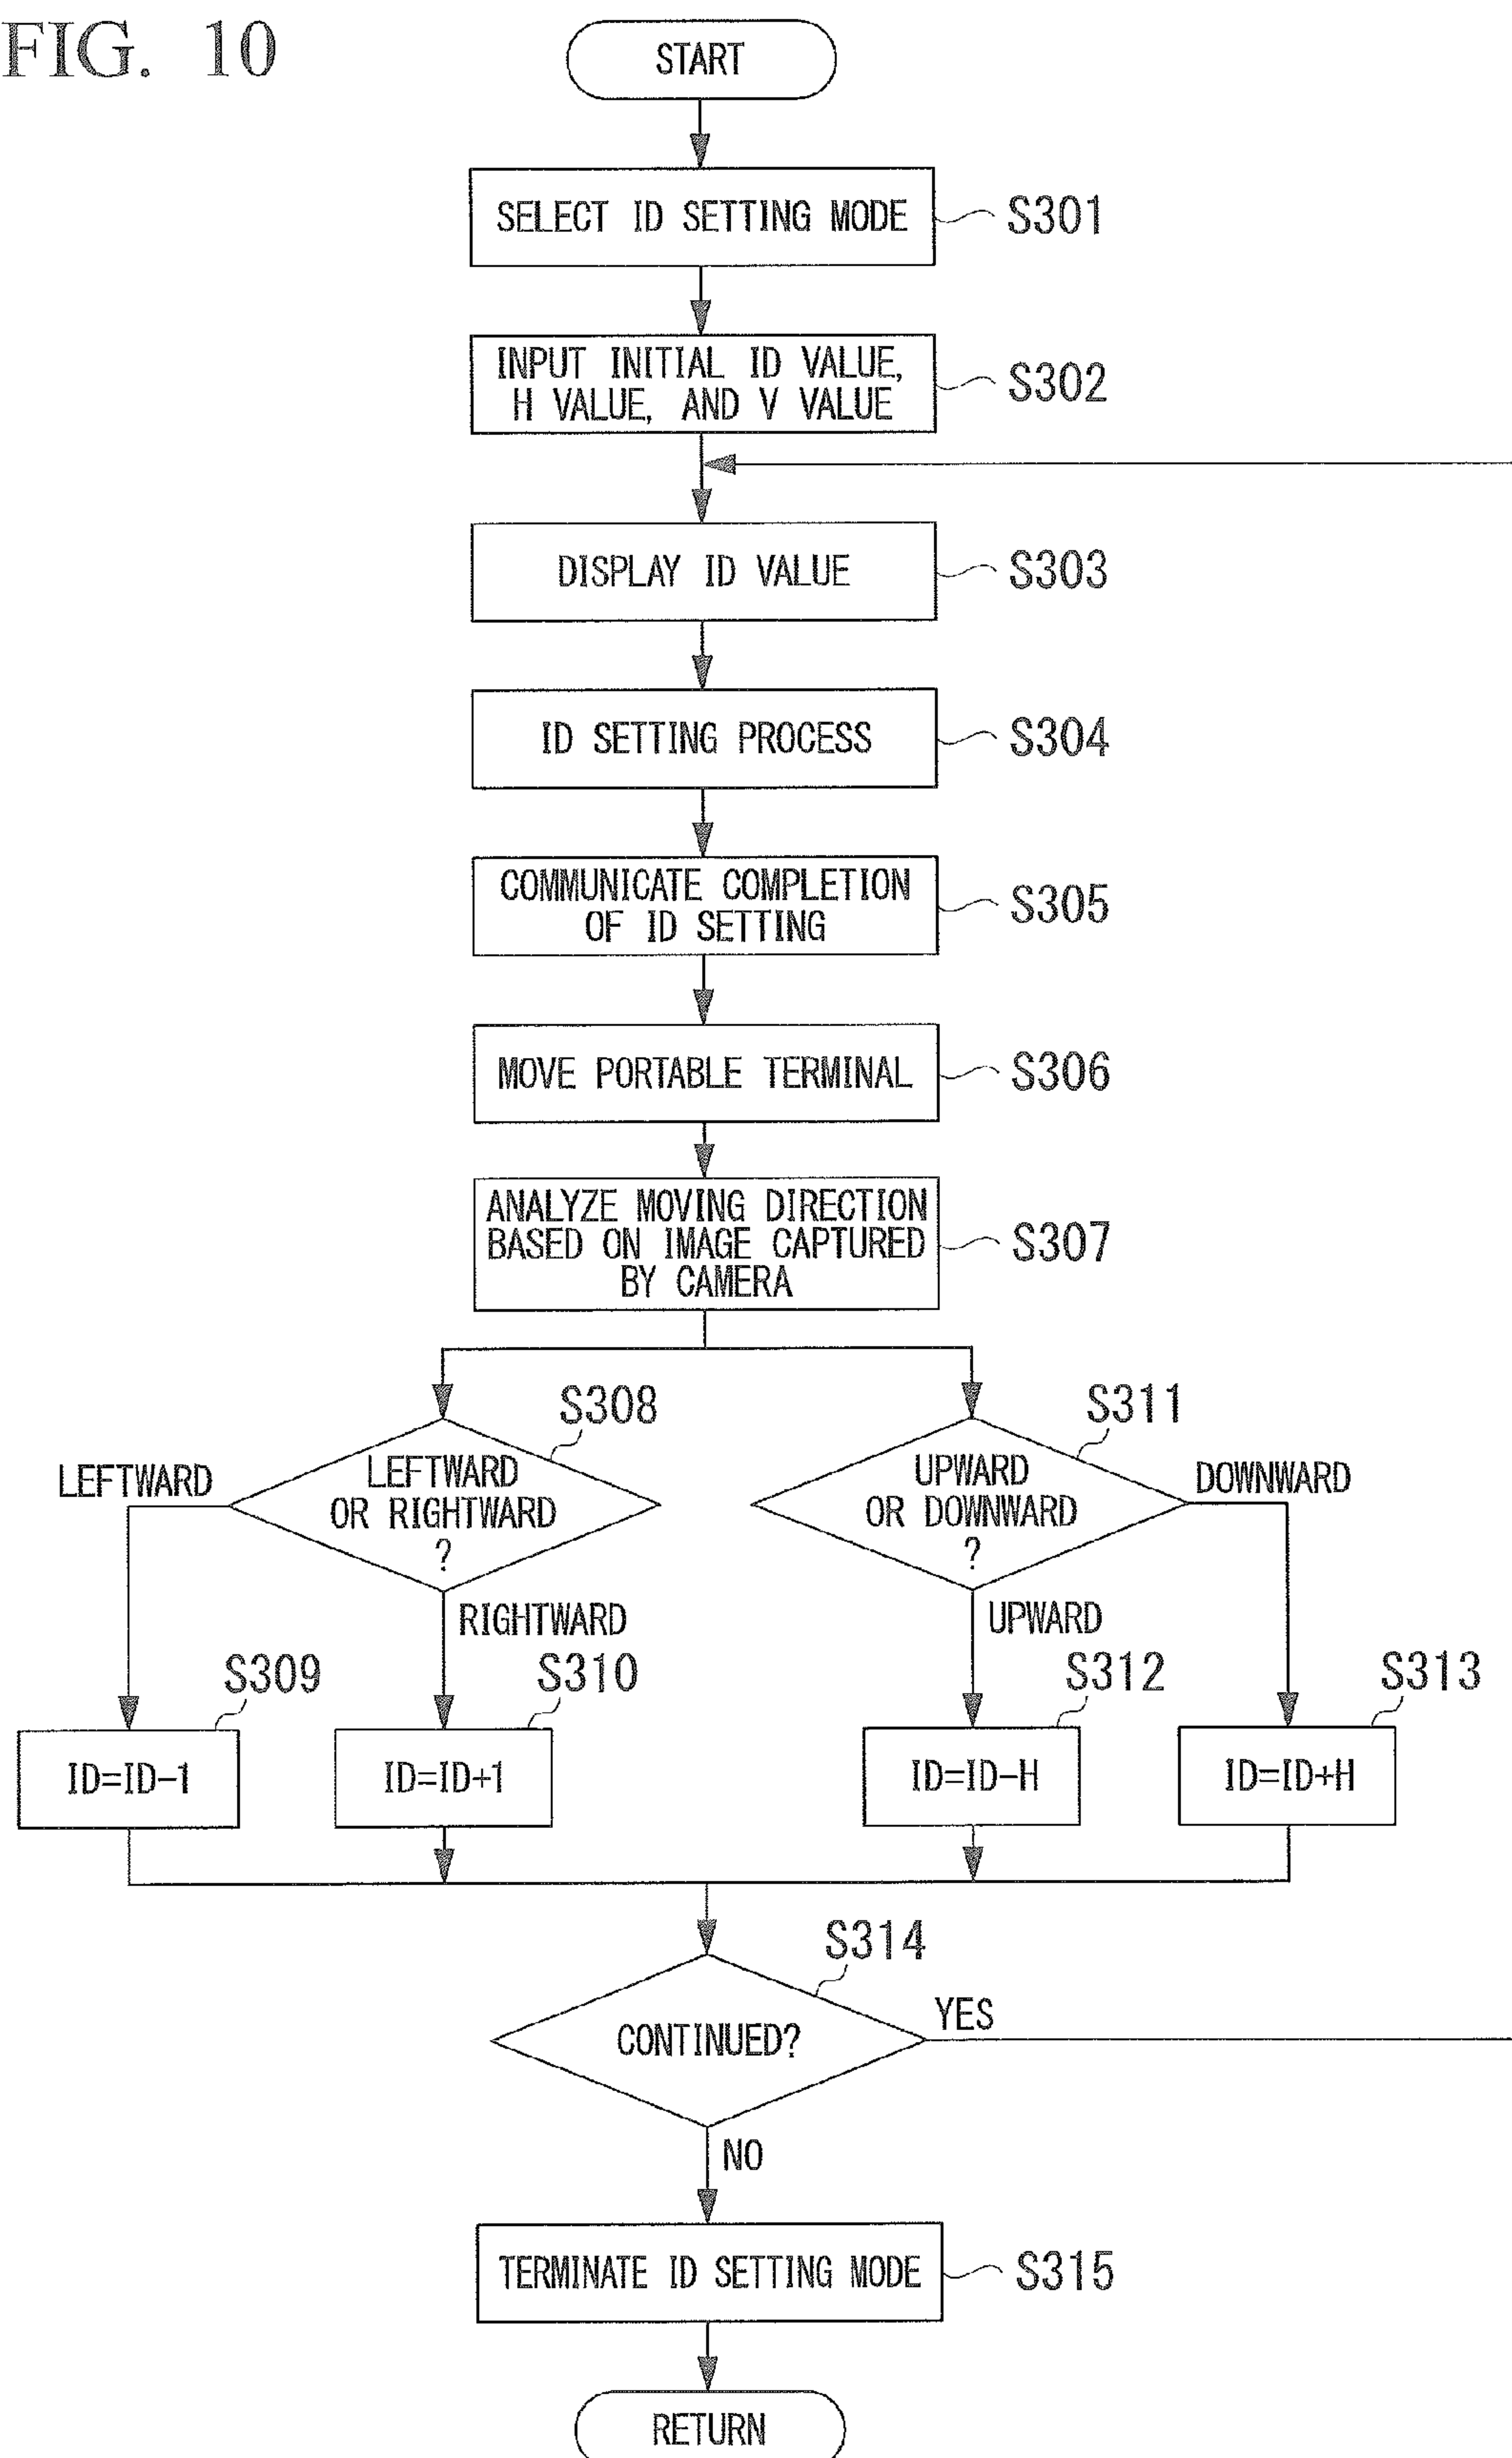 FIG. 10
START
SELECT ID SETTING MODE
S301
INPUT INITIAL ID VALUE,
H VALUE, AND V VALUE
S302
DISPLAY ID VALUE
S303
ID SETTING PROCESS
S304
COMMUNICATE COMPLETION
OF ID SETTING
S305
MOVE PORTABLE TERMINAL
S306
ANALYZE MOVING DIRECTION
BASED ON IMAGE CAPTURED
BY CAMERA
S307
S308
LEFTWARD
OR RIGHTWARD
?
LEFTWARD
RIGHTWARD
S311
UPWARD
OR DOWNWARD
?
DOWNWARD
UPWARD
S309
ID=ID-1
S310
ID=ID+1
S312
ID=ID-H
S313
ID=ID+H
S314
CONTINUED?
YES
NO
TERMINATE ID SETTING MODE
S315
RETURN